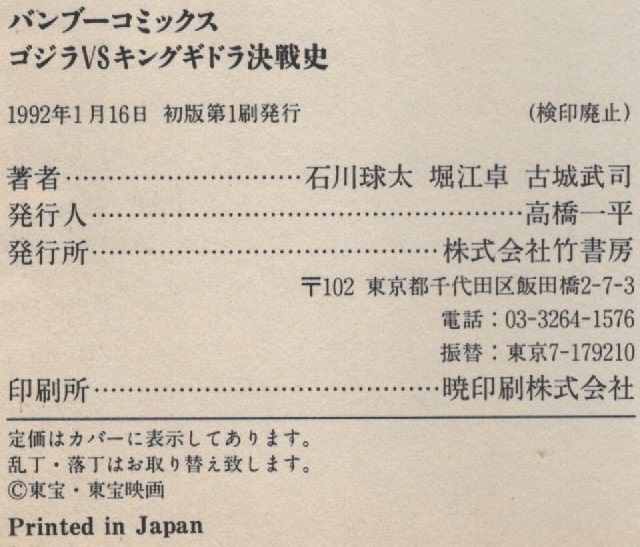 バンブーコミックス
ゴジラVSキングギドラ決戦史
1992年1月16日 初版第1刷発行 (検印廃止)
著者……………………石川球太 堀江卓 古城武司
発行人……………………………………高橋一平
発行所……………………………株式会社竹書房
〒102 東京都千代田区飯田橋2-7-3
電話：03-3264-1576
振替：東京7-179210
印刷所……………………………暁印刷株式会社
定価はカバーに表示してあります。
乱丁・落丁はお取り替え致します。
©東宝・東宝映画
Printed in Japan